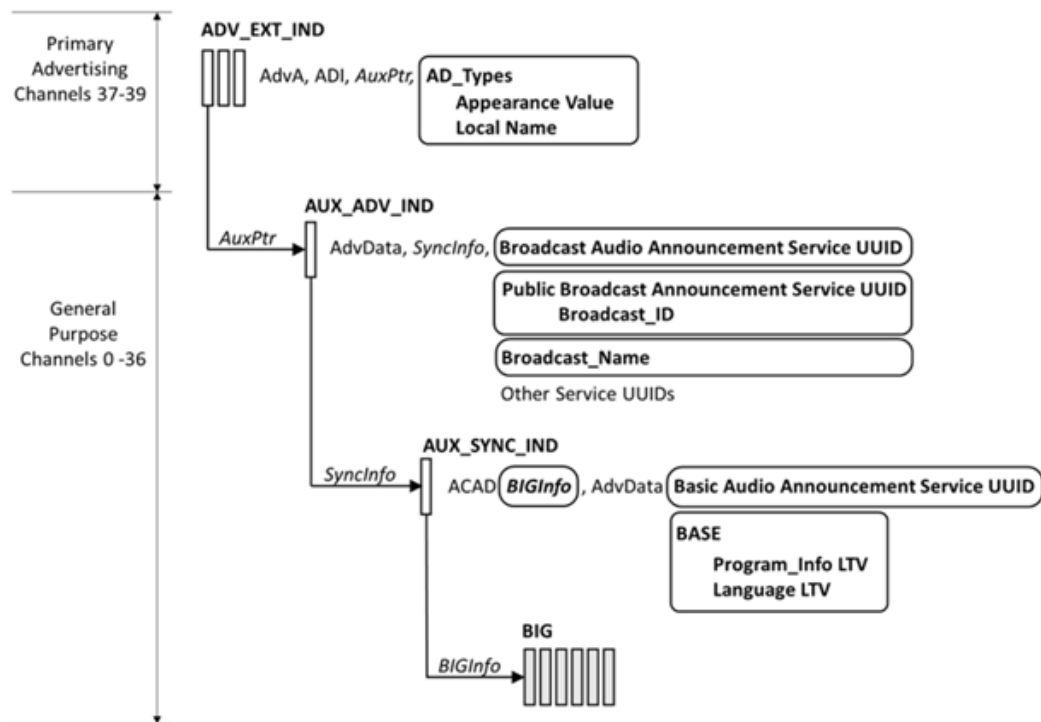 Primary
Advertising
Channels 37-39
ADV_EXT_IND
AdvA, ADI, AuxPtr, AD_Types
Appearance Value
Local Name
AUX_ADV_IND
AuxPtr
AdvData, SyncInfo, Broadcast Audio Announcement Service UUID
Public Broadcast Announcement Service UUID
Broadcast_ID
Broadcast_Name
Other Service UUIDs
General
Purpose
Channels 0 -36
AUX_SYNC_IND
SyncInfo
ACAD BIGInfo , AdvData Basic Audio Announcement Service UUID
BASE
Program_Info LTV
Language LTV
BIG
BIGInfo